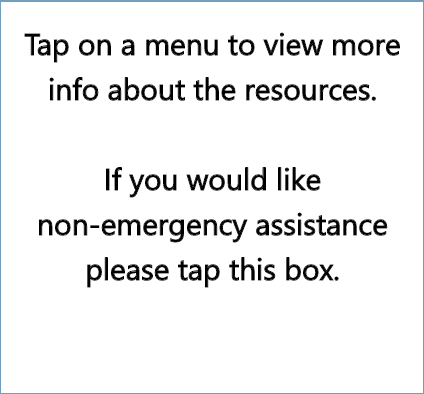 Tap on a menu to view more
info about the resources.
If you would like
non-emergency assistance
please tap this box.